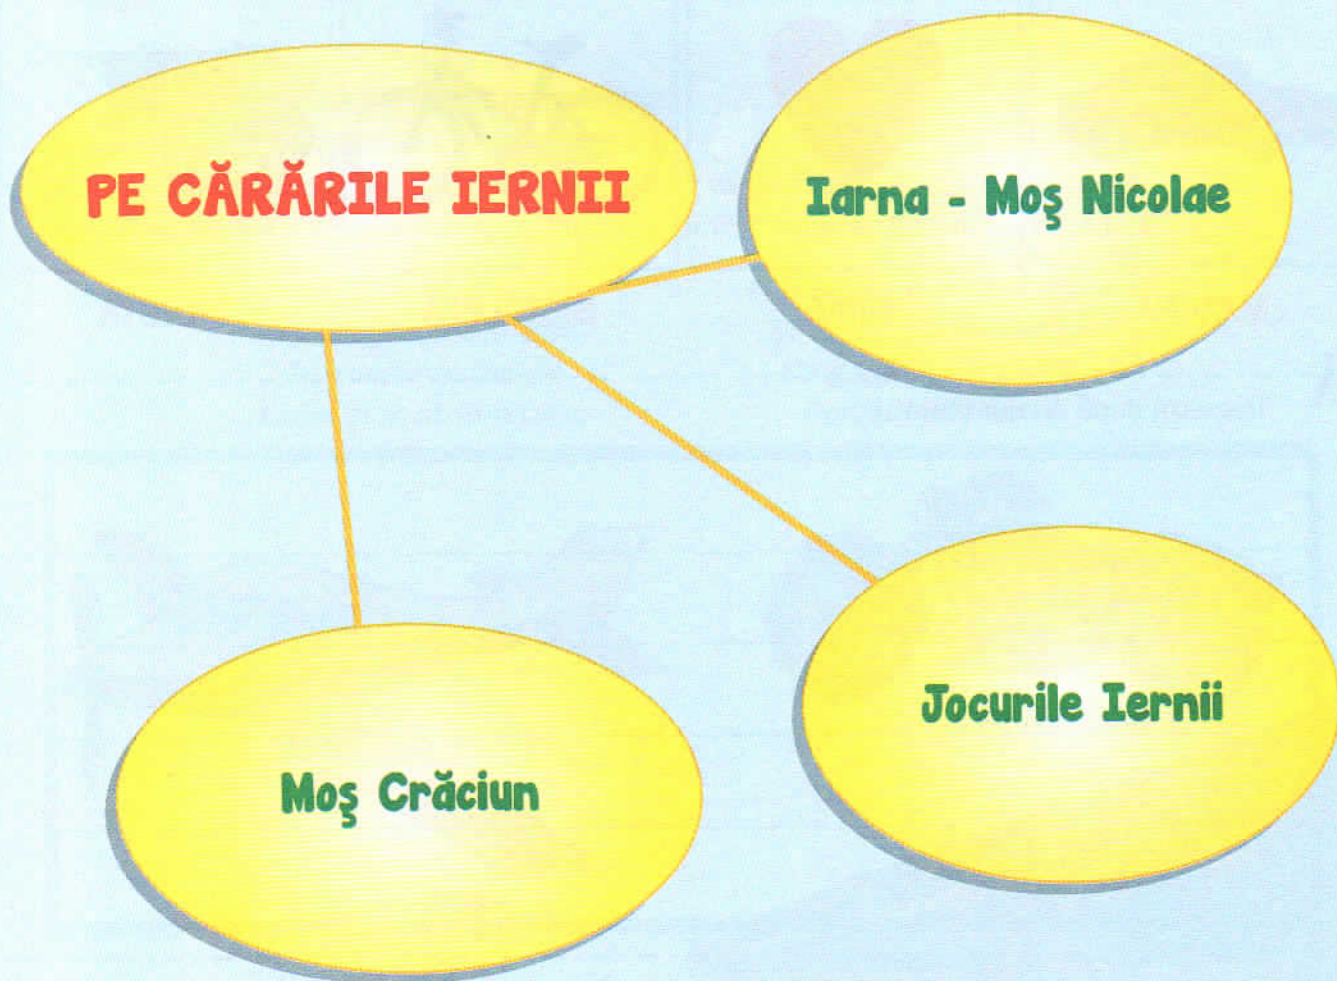 PE CĂRĂRILE IERNII
Iarna - Moş Nicolae
Jocurile Iernii
Moş Crăciun